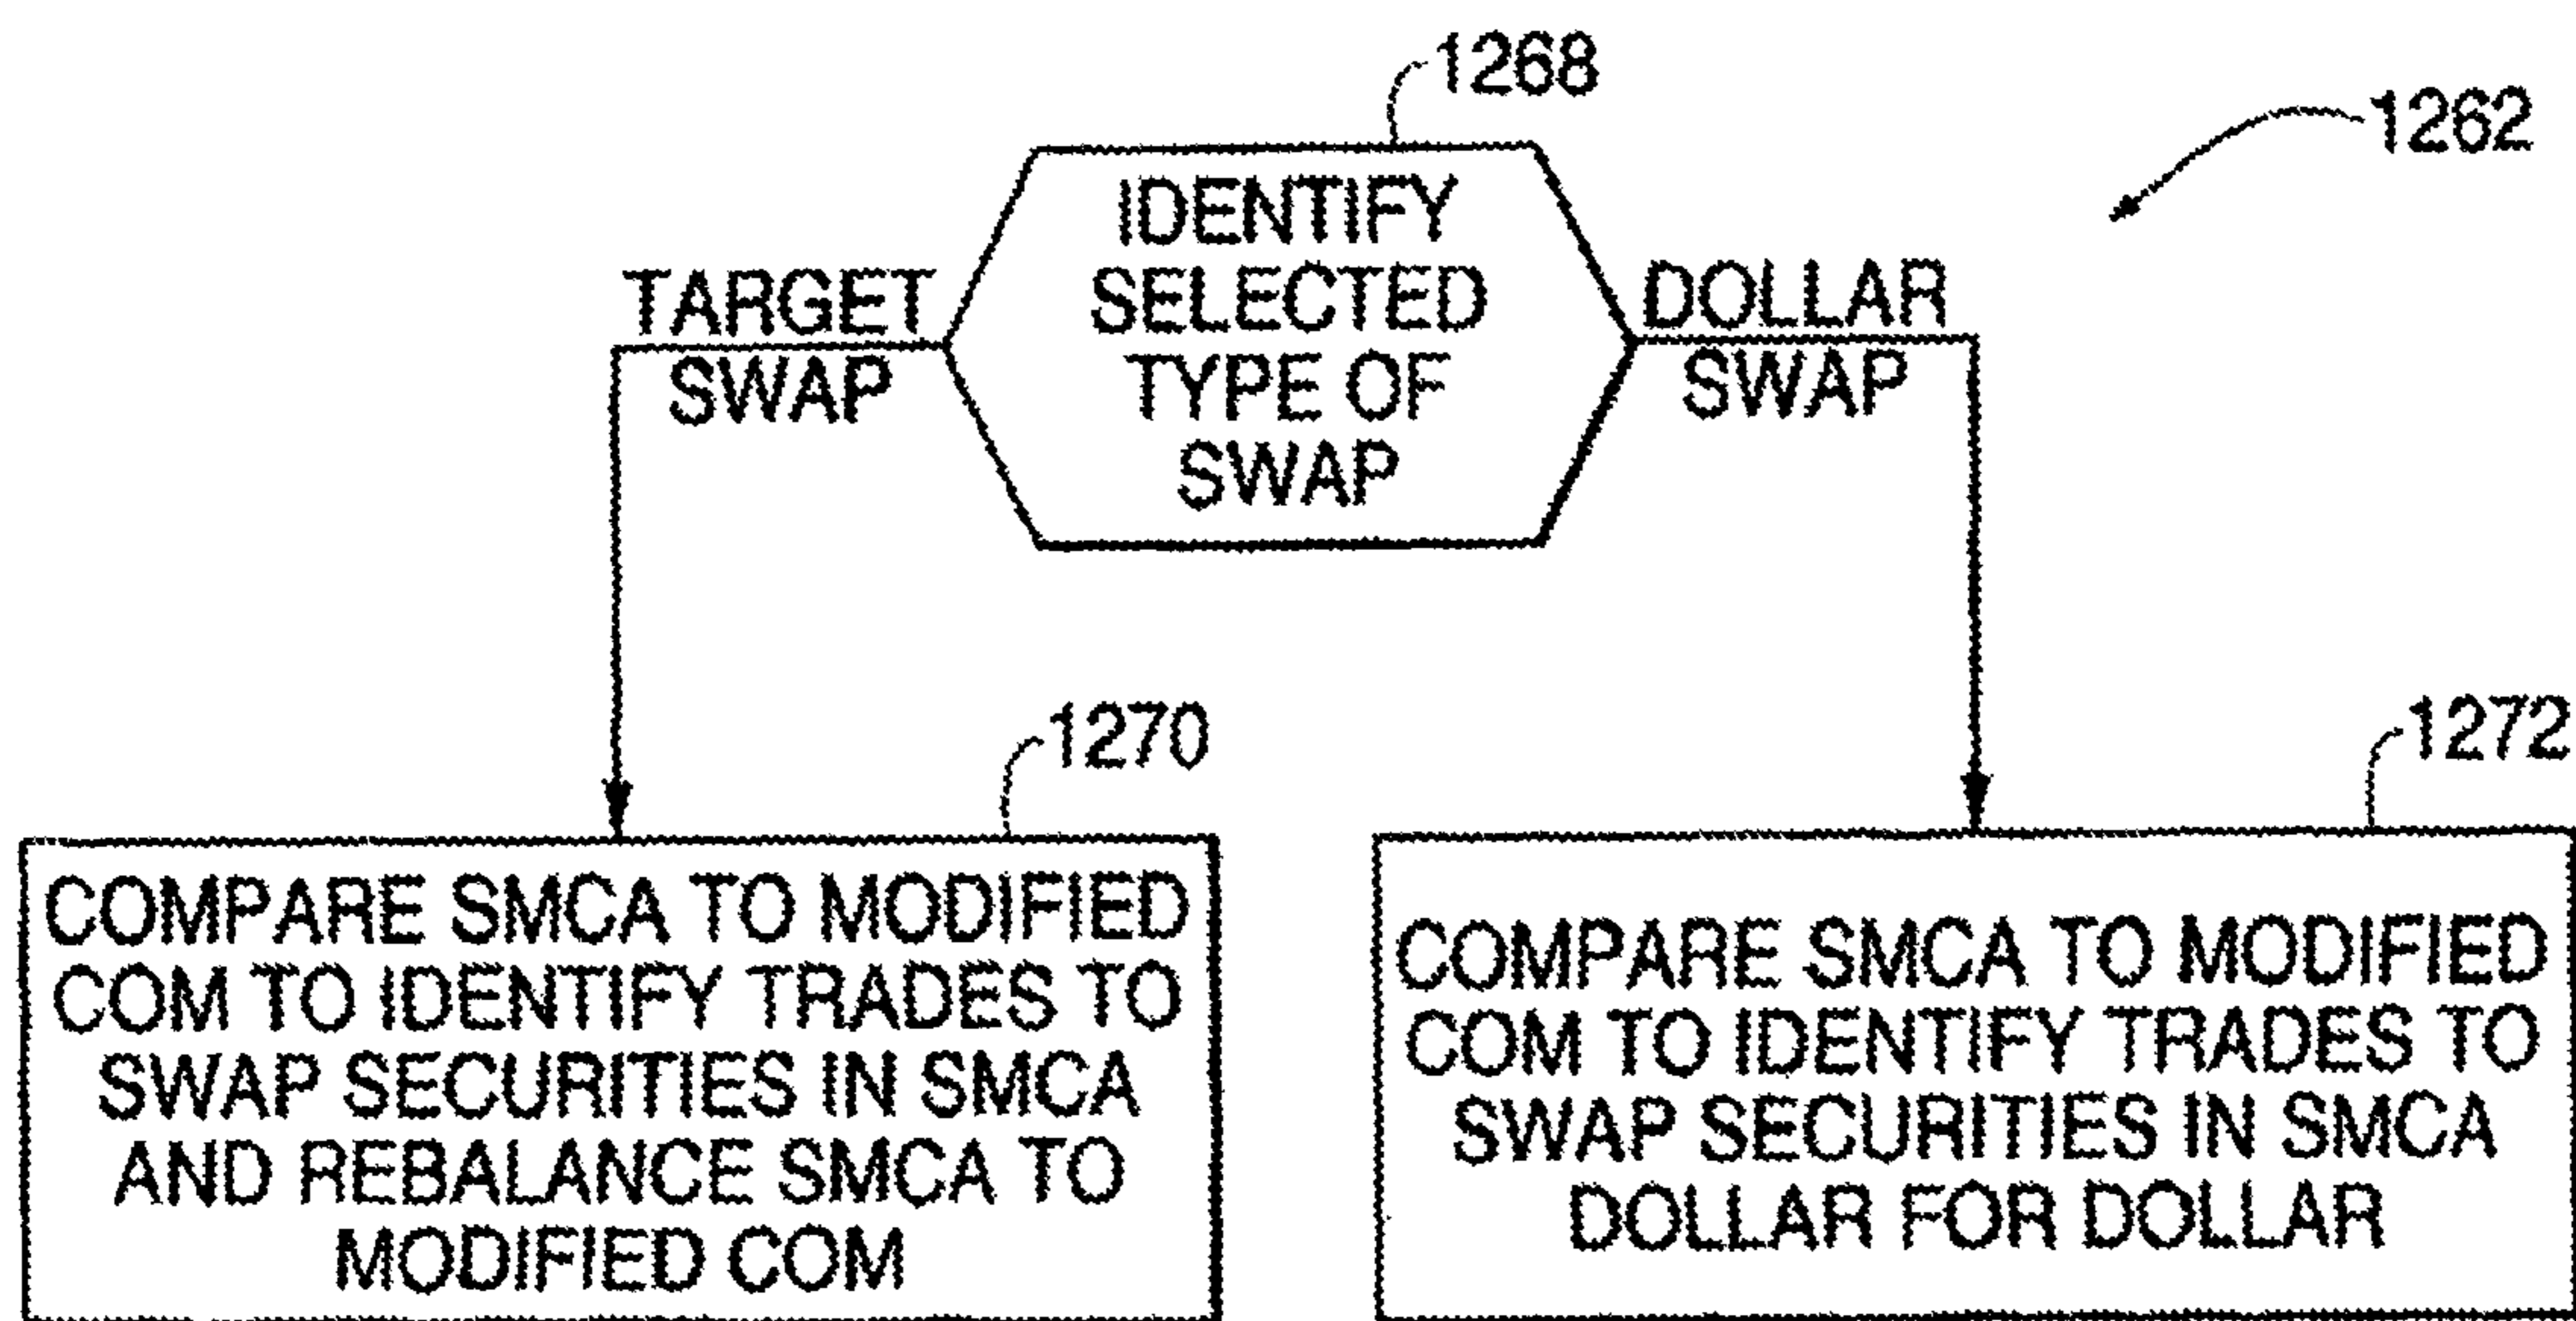 1268
1262
IDENTIFY
SELECTED
TYPE OF
SWAP
TARGET
SWAP
DOLLAR
SWAP
1270
COMPARE SMCA TO MODIFIED
COM TO IDENTIFY TRADES TO
SWAP SECURITIES IN SMCA
AND REBALANCE SMCA TO
MODIFIED COM
1272
COMPARE SMCA TO MODIFIED
COM TO IDENTIFY TRADES TO
SWAP SECURITIES IN SMCA
DOLLAR FOR DOLLAR